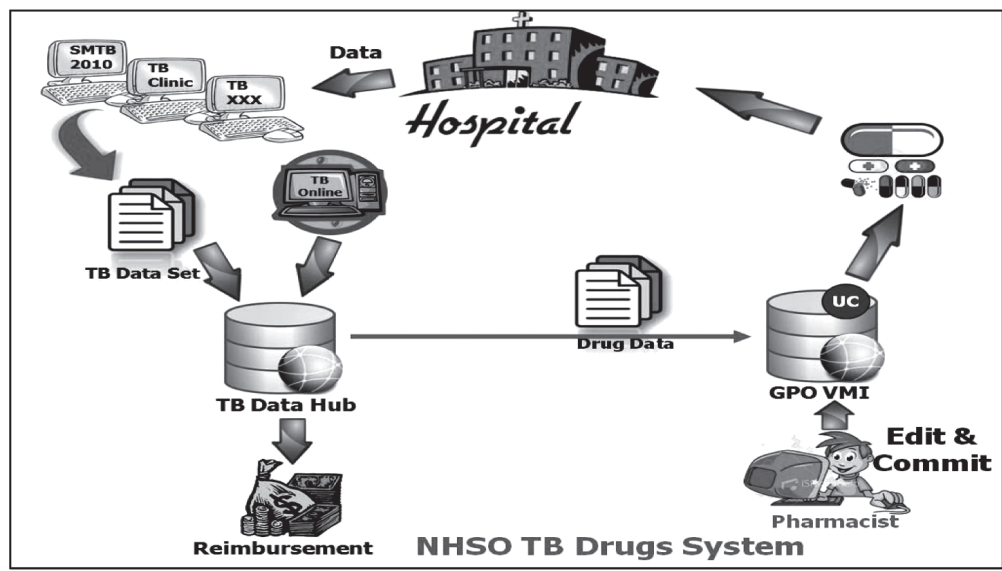 SMTB
2010
TB
Clinic
TB
XXX
Data
Hospital
TB
Online
TB Data Set
Drug Data
UC
TB Data Hub
GPO VMI
Edit &
Commit
Pharmacist
Reimbursement
NHSO TB Drugs System